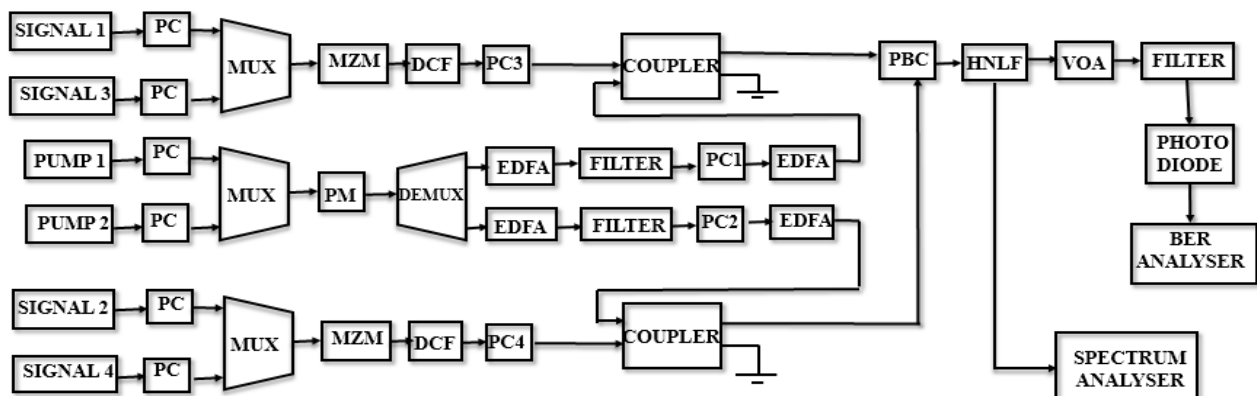 SIGNAL 1
PC
MUX
SIGNAL 3
PC
MZM
DCF
PC3
COUPLER
PBC
HNLF
VOA
FILTER
PHOTO
DIODE
BER
ANALYSER
PUMP 1
PC
MUX
PUMP 2
PC
PM
DEMUX
EDFA
FILTER
PC1
EDFA
EDFA
FILTER
PC2
EDFA
SIGNAL 2
PC
MUX
SIGNAL 4
PC
MZM
DCF
PC4
COUPLER
SPECTRUM
ANALYSER